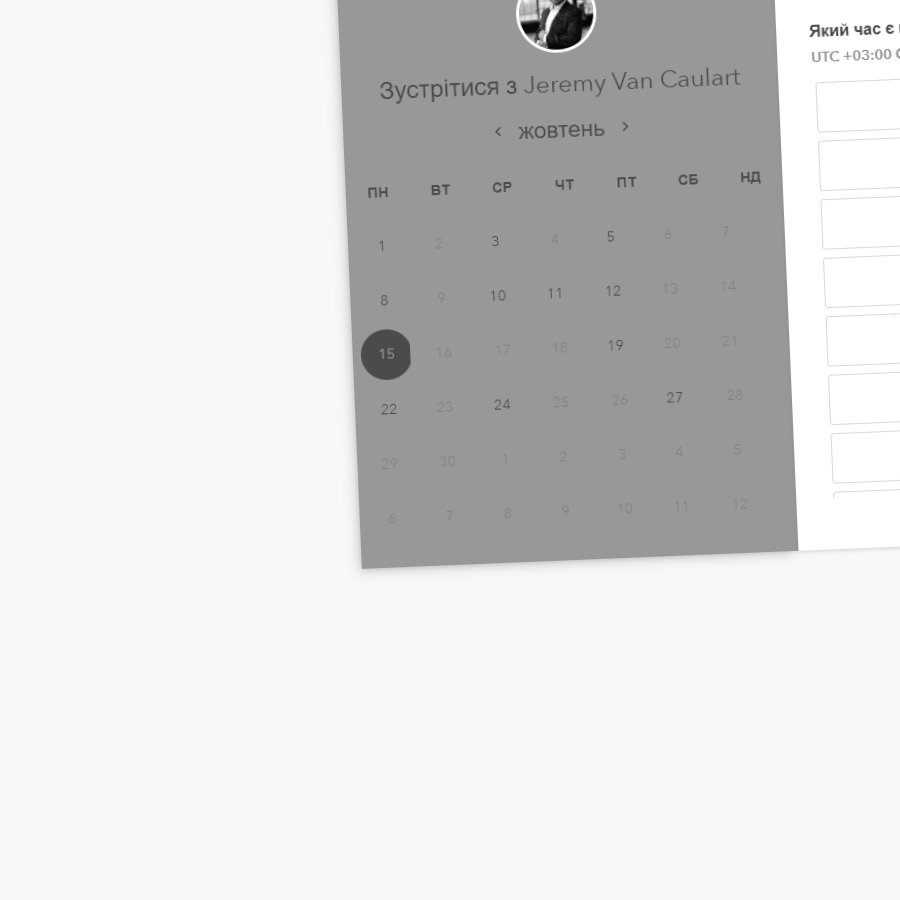 Зустрітися з Jeremy Van Caulart
‹ жовтень ›
ПН ВТ СР ЧТ ПТ СБ НД
1 2 3 4 5 6 7
8 9 10 11 12 13 14
15 16 17 18 19 20 21
22 23 24 25 26 27 28
29 30 1 2 3 4 5
6 7 8 9 10 11 12
Який час є
UTC +03:00